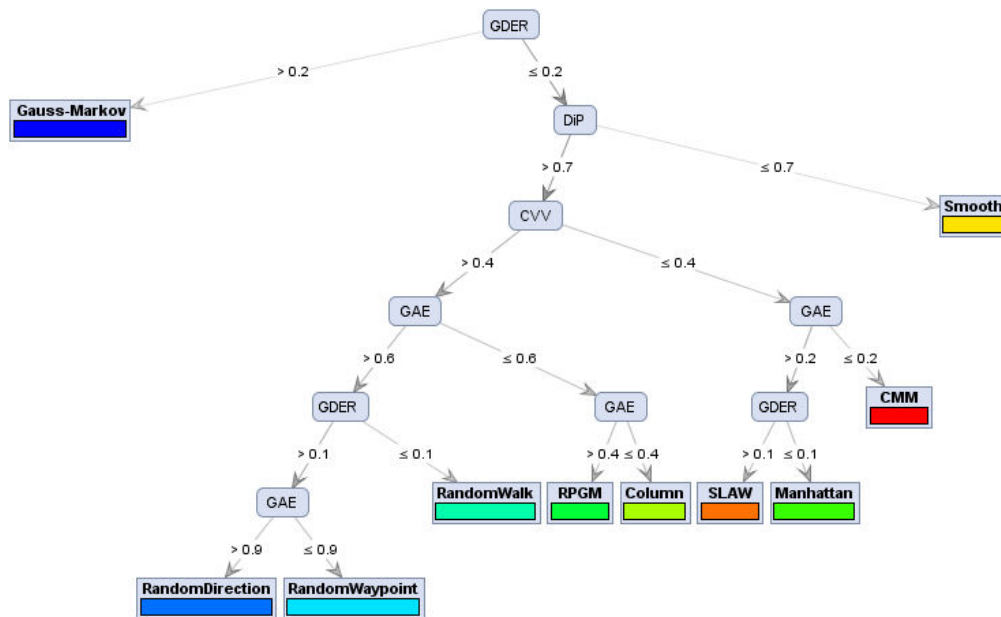 GDER
> 0.2
≤ 0.2
Gauss-Markov
DiP
> 0.7
≤ 0.7
CVV
Smooth
> 0.4
≤ 0.4
GAE
GAE
> 0.6
≤ 0.6
> 0.2
≤ 0.2
GDER
GAE
GDER
CMM
> 0.1
≤ 0.1
> 0.4
≤ 0.4
> 0.1
≤ 0.1
GAE
RandomWalk
RPGM
Column
SLAW
Manhattan
> 0.9
≤ 0.9
RandomDirection
RandomWaypoint